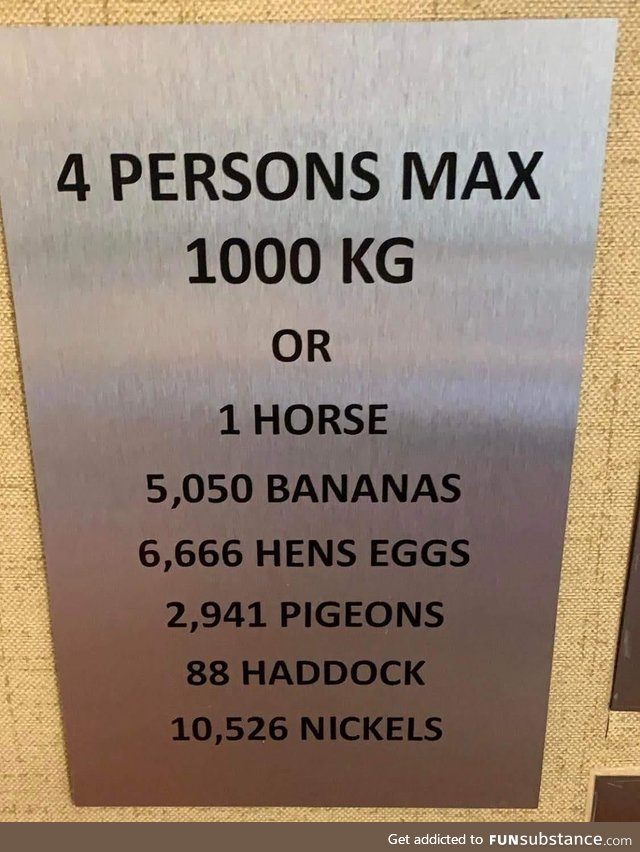 4 PERSONS MAX
1000 KG
OR
1 HORSE
5,050 BANANAS
6,666 HENS EGGS
2,941 PIGEONS
88 HADDOCK
10,526 NICKELS
Get addicted to FUNsubstance.com